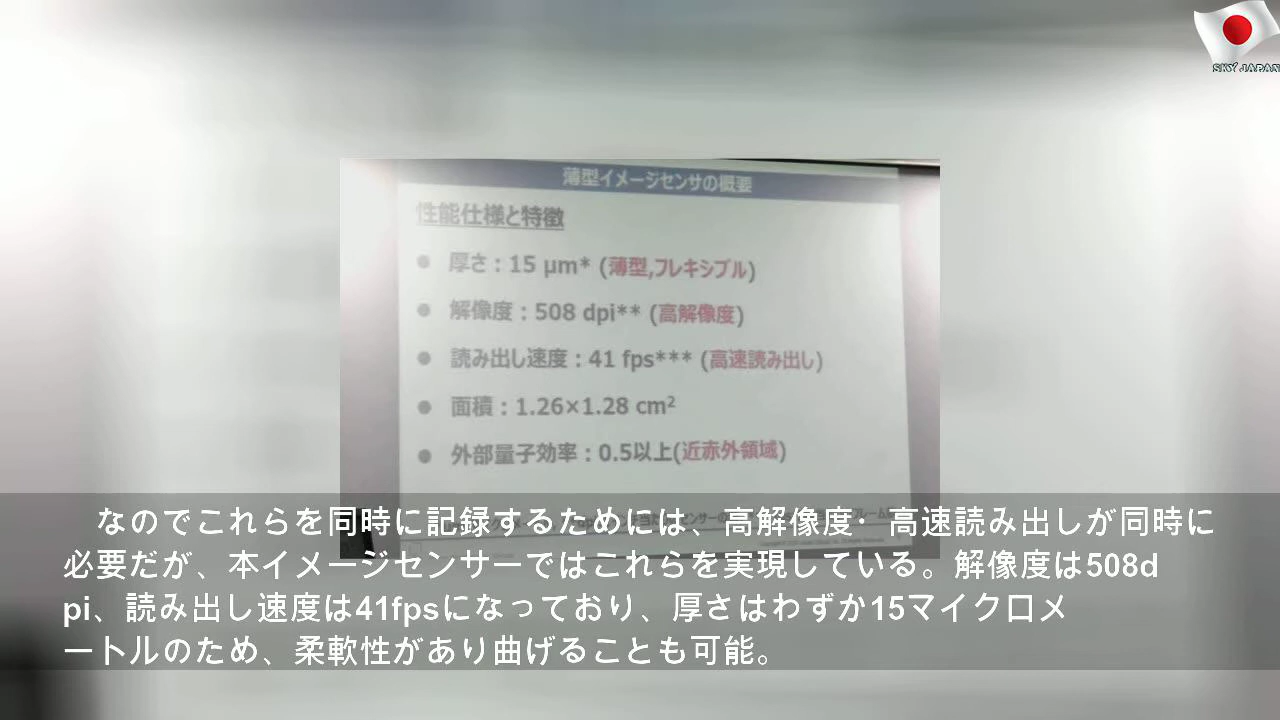 SKY JAPAN
薄型イメージセンサの概要
性能仕様と特徴
● 厚さ : 15 μm* (薄型,フレキシブル)
● 解像度 : 508 dpi** (高解像度)
● 読み出し速度 : 41 fps*** (高速読み出し)
● 面積 : 1.26×1.28 cm²
● 外部量子効率 : 0.5以上(近赤外領域)
なのでこれらを同時に記録するためには、高解像度・高速読み出しが同時に
必要だが、本イメージセンサーではこれらを実現している。解像度は508d
pi、読み出し速度は41fpsになっており、厚さはわずか15マイクロメ
ートルのため、柔軟性があり曲げることも可能。